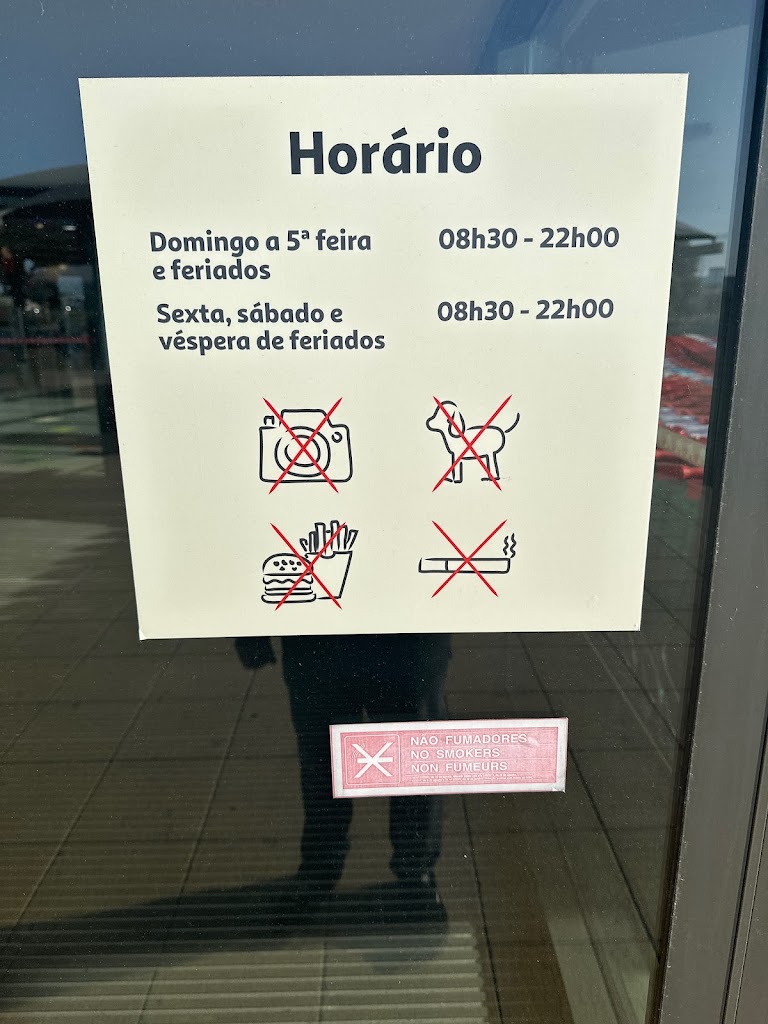 Horário
Domingo a 5ª feira 08h30 - 22h00
e feriados
Sexta, sábado e 08h30 - 22h00
véspera de feriados
NÃO FUMADORES
NO SMOKERS
NON FUMEURS